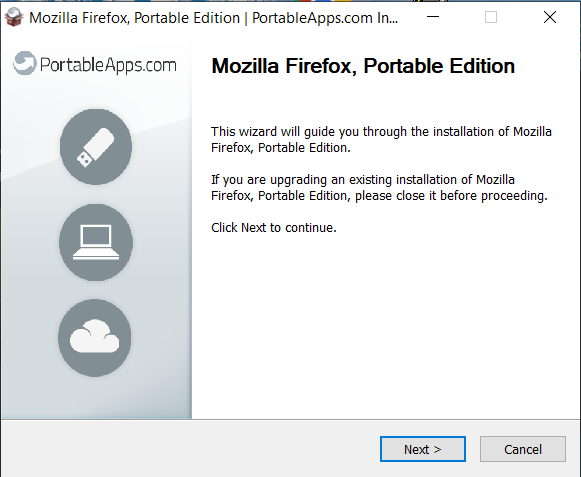 Mozilla Firefox, Portable Edition | PortableApps.com In...
PortableApps.com
Mozilla Firefox, Portable Edition
This wizard will guide you through the installation of Mozilla
Firefox, Portable Edition.
If you are upgrading an existing installation of Mozilla
Firefox, Portable Edition, please close it before proceeding.
Click Next to continue.
Next >
Cancel